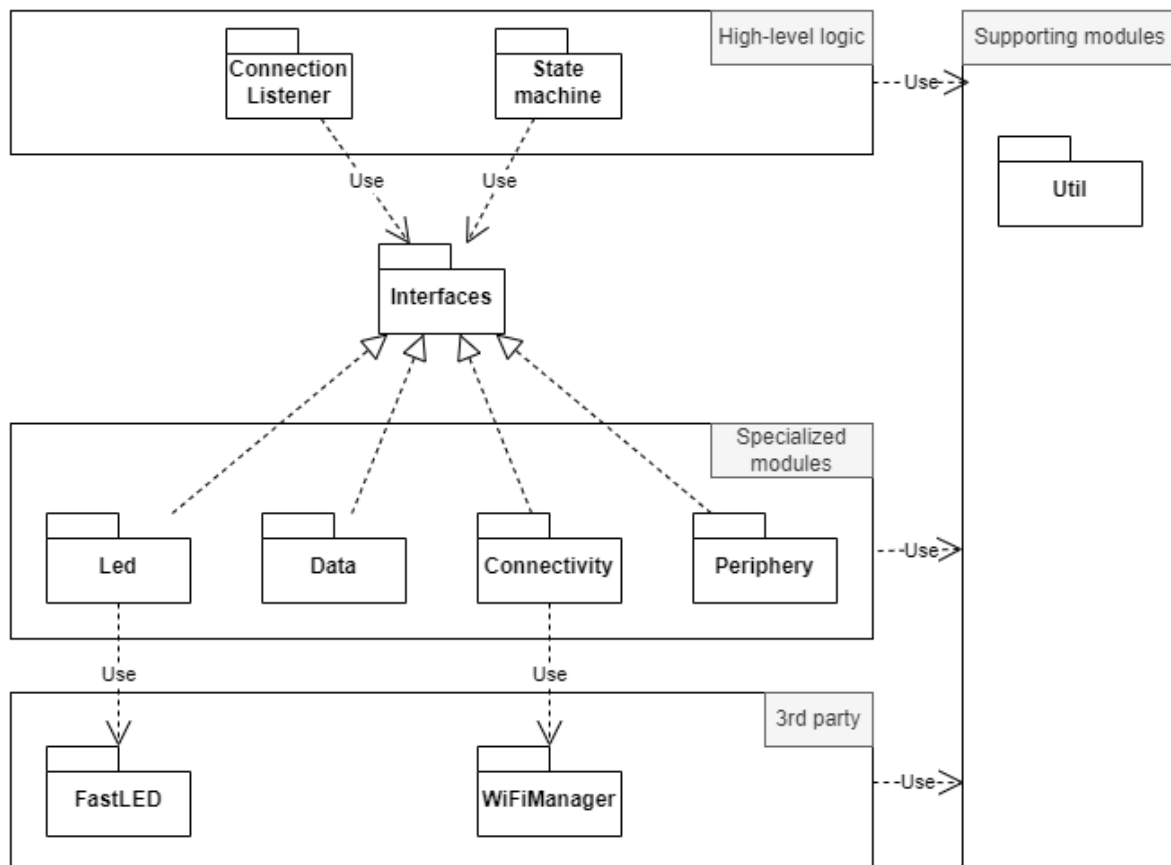 High-level logic
Supporting modules
Connection
Listener
State
machine
Use
Use
Use
Util
Interfaces
Specialized
modules
Led
Data
Connectivity
Periphery
Use
Use
Use
3rd party
FastLED
WiFiManager
Use